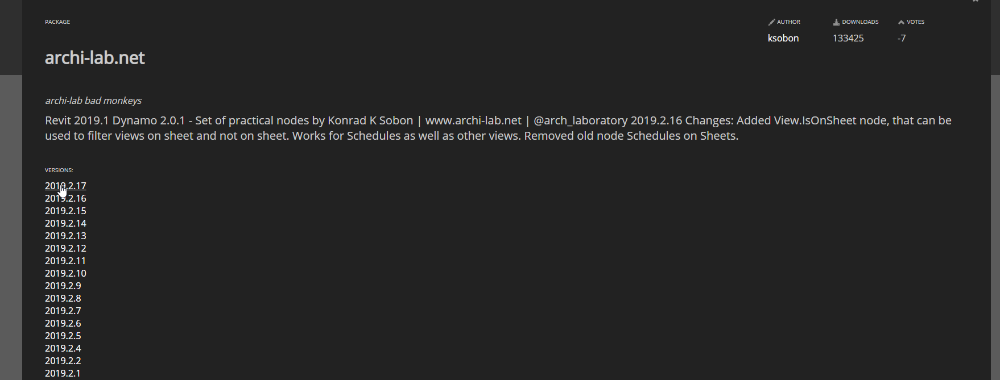 PACKAGE
AUTHOR
DOWNLOADS
VOTES
ksobon
133425
-7
archi-lab.net
archi-lab bad monkeys
Revit 2019.1 Dynamo 2.0.1 - Set of practical nodes by Konrad K Sobon | www.archi-lab.net | @arch_laboratory 2019.2.16 Changes: Added View.IsOnSheet node, that can be
used to filter views on sheet and not on sheet. Works for Schedules as well as other views. Removed old node Schedules on Sheets.
VERSIONS:
2019.2.17
2019.2.16
2019.2.15
2019.2.14
2019.2.13
2019.2.12
2019.2.11
2019.2.10
2019.2.9
2019.2.8
2019.2.7
2019.2.6
2019.2.5
2019.2.4
2019.2.2
2019.2.1